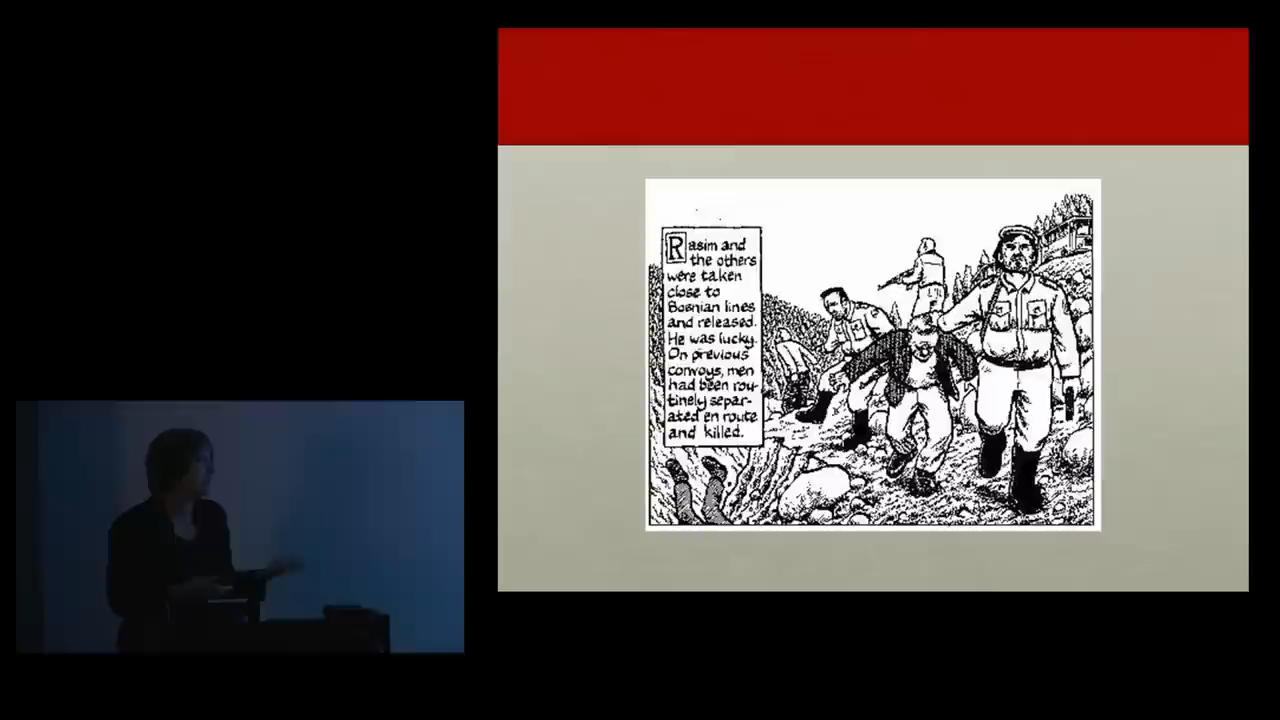 Rasim and
the others
were taken
close to
Bosnian lines
and released.
He was lucky.
On previous
convoys, men
had been rou-
tinely separ-
ated en route
and killed.